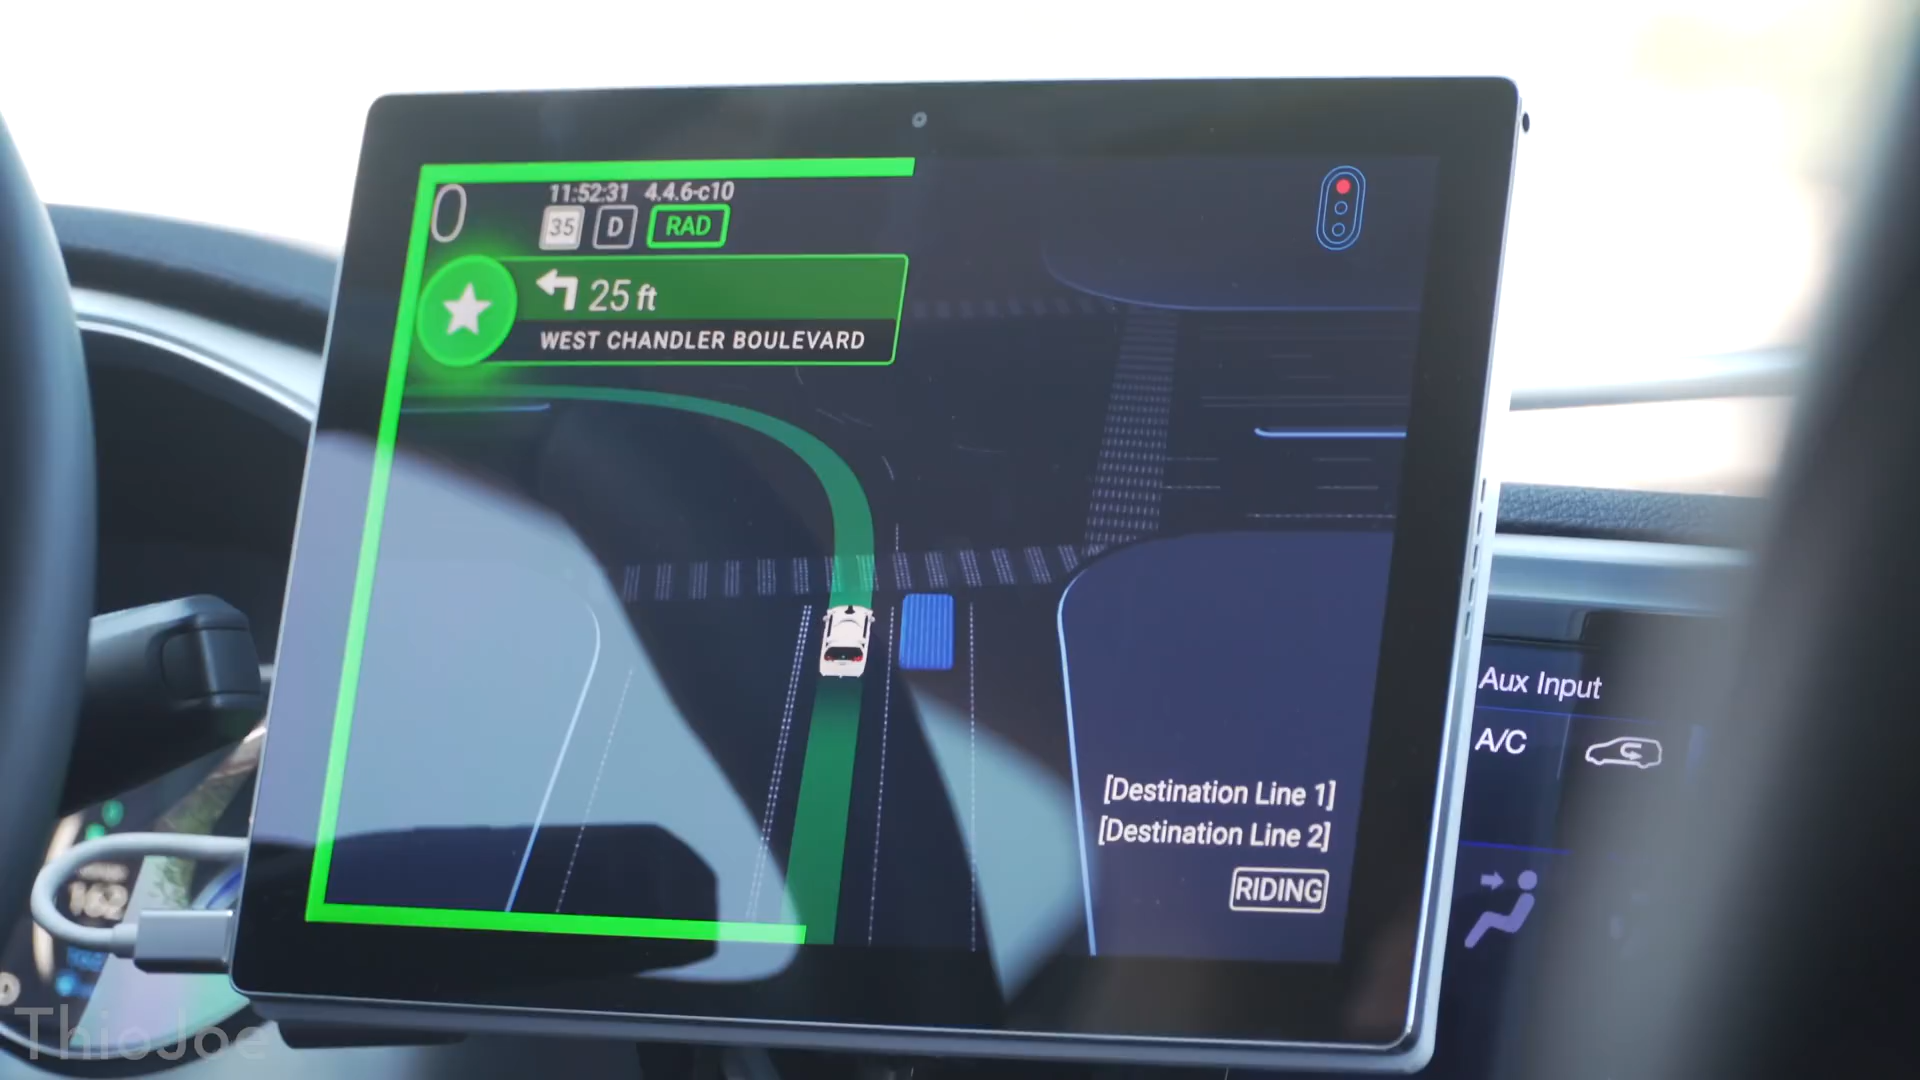 0
11:52:31 4.4.6-c10
35 D RAD
25 ft
WEST CHANDLER BOULEVARD
[Destination Line 1]
[Destination Line 2]
RIDING
Aux Input
A/C
162
ThioJoe